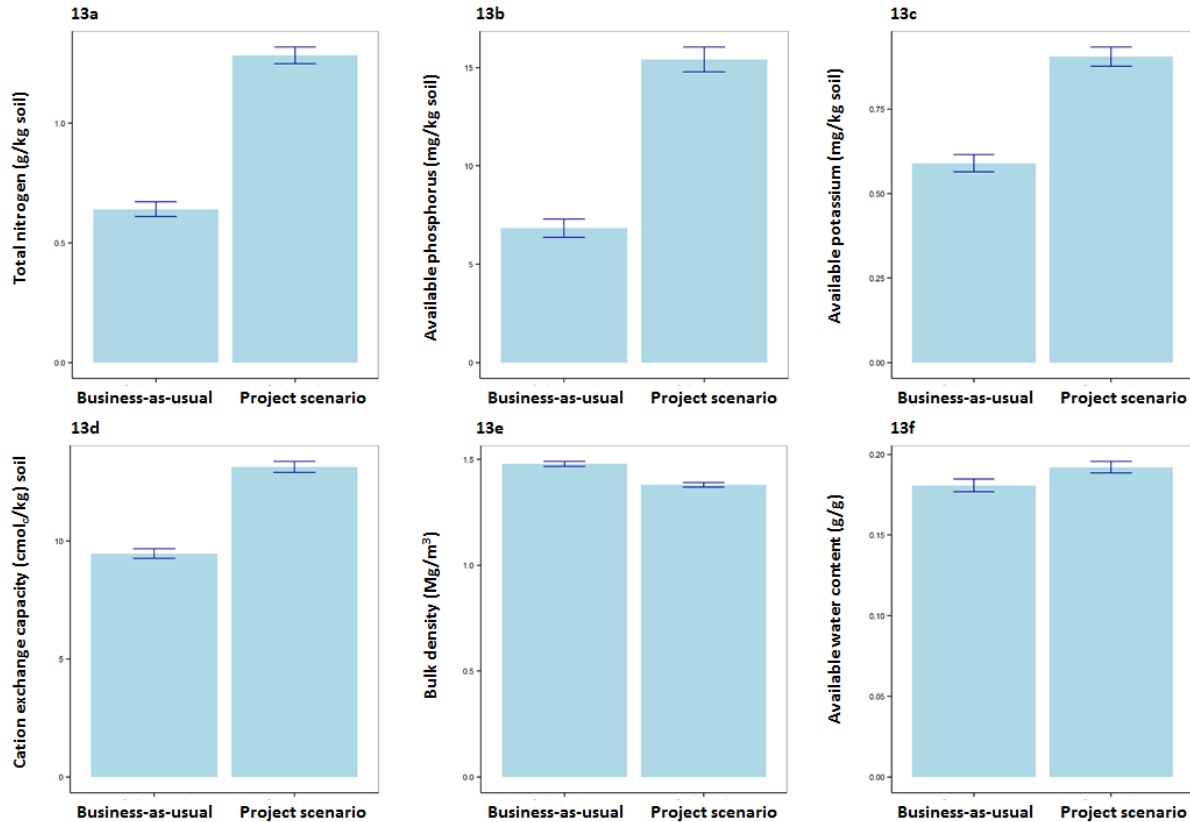 13a
Total nitrogen (g/kg soil)
1.0
0.5
0.0
Business-as-usual Project scenario
13b
Available phosphorus (mg/kg soil)
15
10
5
0
Business-as-usual Project scenario
13c
Available potassium (mg/kg soil)
0.75
0.50
0.25
0.00
Business-as-usual Project scenario
13d
Cation exchange capacity (cmolc/kg) soil
10
5
0
Business-as-usual Project scenario
13e
Bulk density (Mg/m³)
1.5
1.0
0.5
0.0
Business-as-usual Project scenario
13f
Available water content (g/g)
0.20
0.15
0.10
0.05
0.00
Business-as-usual Project scenario